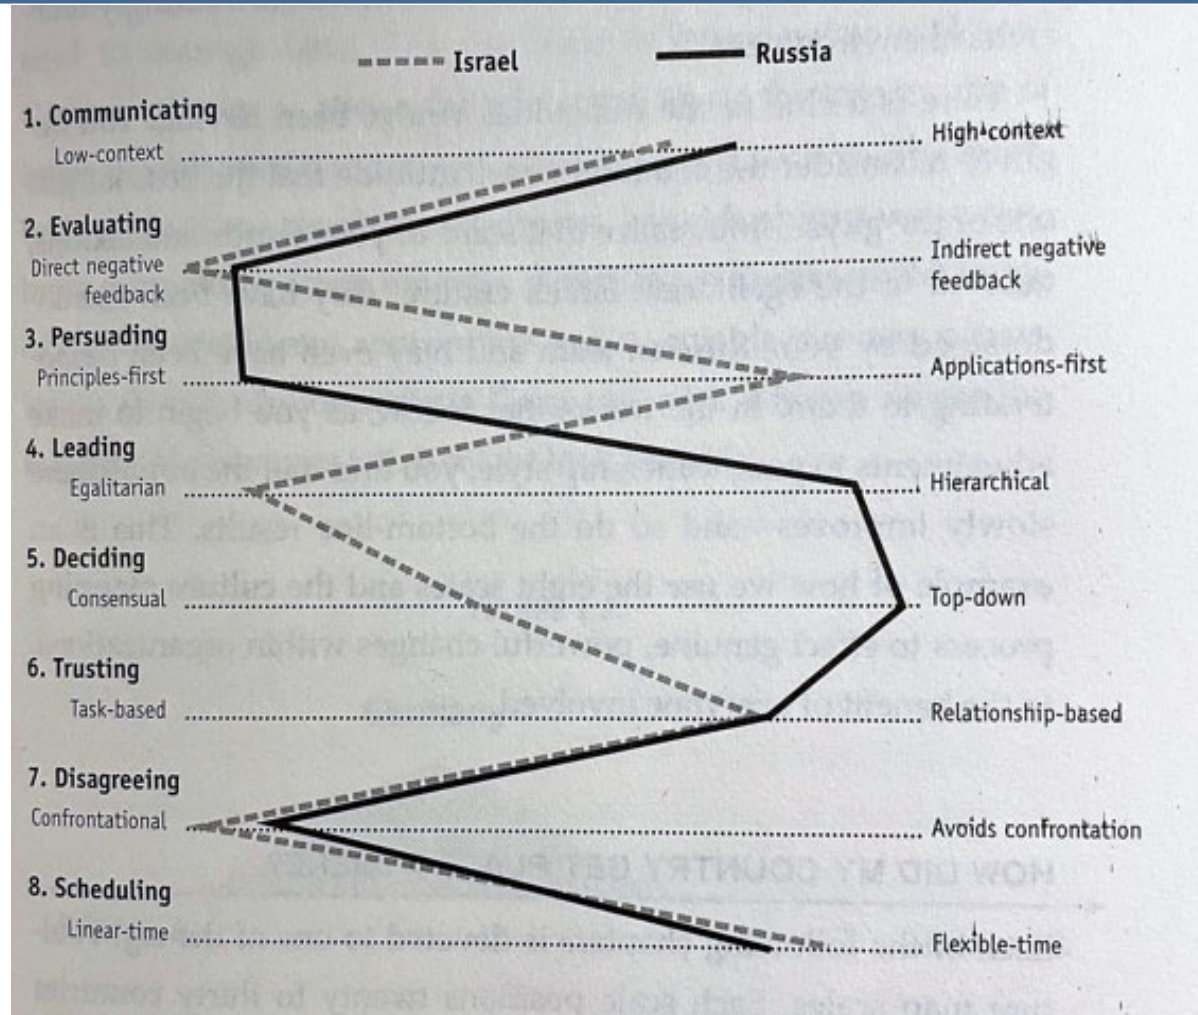 Israel Russia
1. Communicating
Low-context High-context
2. Evaluating
Direct negative feedback Indirect negative feedback
3. Persuading
Principles-first Applications-first
4. Leading
Egalitarian Hierarchical
5. Deciding
Consensual Top-down
6. Trusting
Task-based Relationship-based
7. Disagreeing
Confrontational Avoids confrontation
8. Scheduling
Linear-time Flexible-time